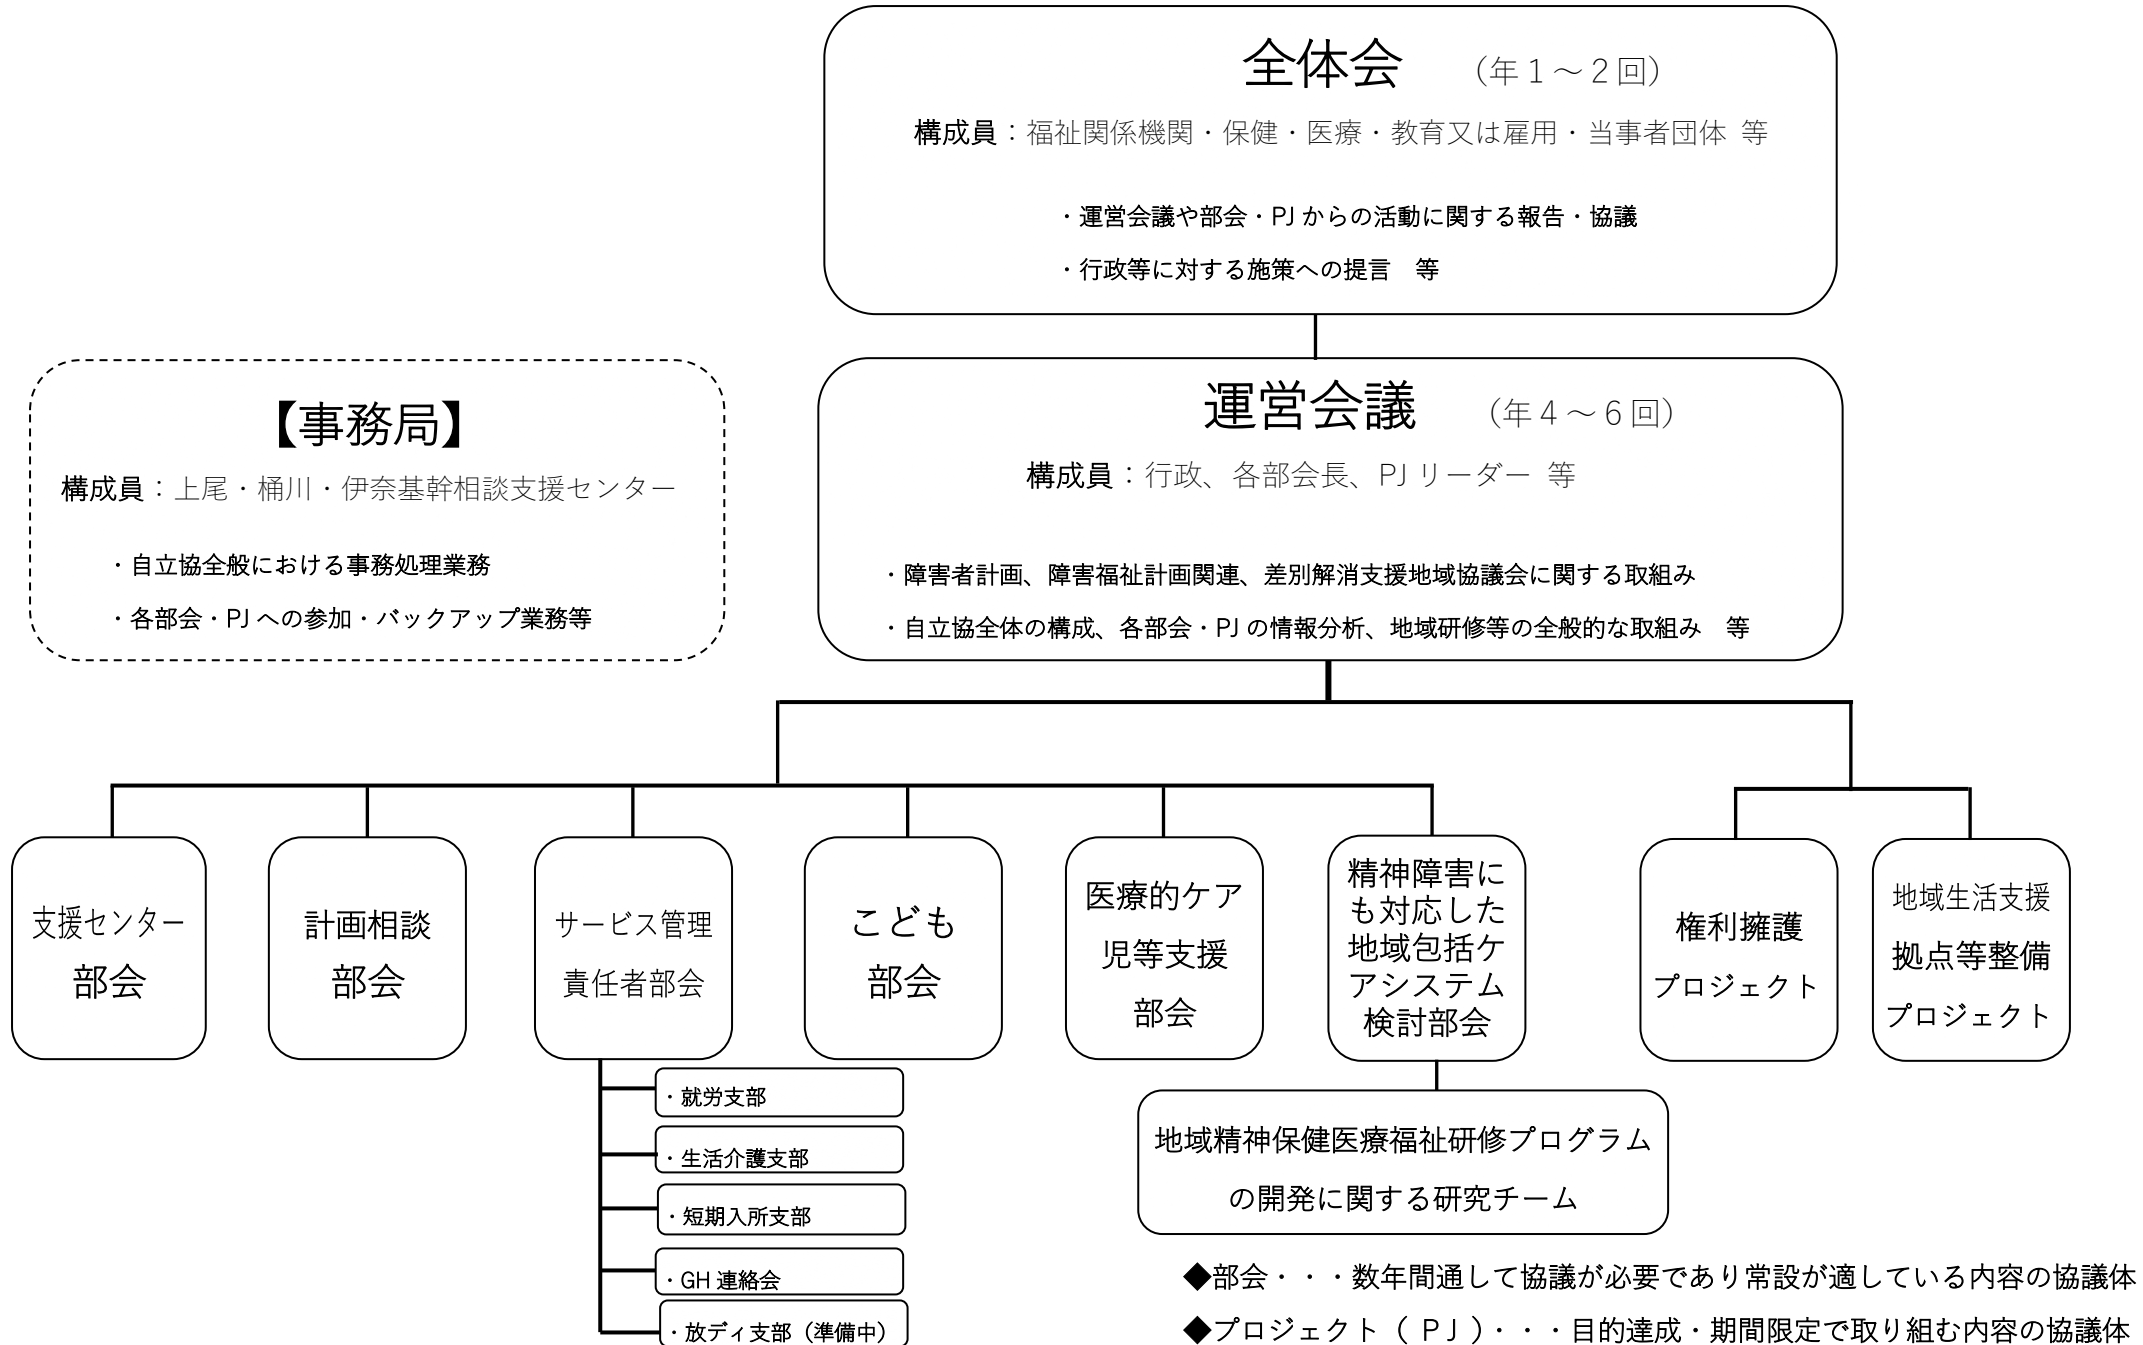 全体会　（年１～２回）
構成員：福祉関係機関・保健・医療・教育又は雇用・当事者団体 等
・運営会議や部会・PJからの活動に関する報告・協議
・行政等に対する施策への提言　等
【事務局】
構成員：上尾・桶川・伊奈基幹相談支援センター
・自立協全般における事務処理業務
・各部会・PJへの参加・バックアップ業務等
運営会議　（年４～６回）
構成員：行政、各部会長、PJリーダー 等
・障害者計画、障害福祉計画関連、差別解消支援地域協議会に関する取組み
・自立協全体の構成、各部会・PJの情報分析、地域研修等の全般的な取組み　等
支援センター
部会
計画相談
部会
サービス管理
責任者部会
こども
部会
医療的ケア
児等支援
部会
精神障害に
も対応した
地域包括ケ
アシステム
検討部会
権利擁護
プロジェクト
地域生活支援
拠点等整備
プロジェクト
・就労支部
・生活介護支部
・短期入所支部
・GH連絡会
・放ディ支部（準備中）
地域精神保健医療福祉研修プログラム
の開発に関する研究チーム
◆部会・・・数年間通して協議が必要であり常設が適している内容の協議体
◆プロジェクト（ＰＪ）・・・目的達成・期間限定で取り組む内容の協議体